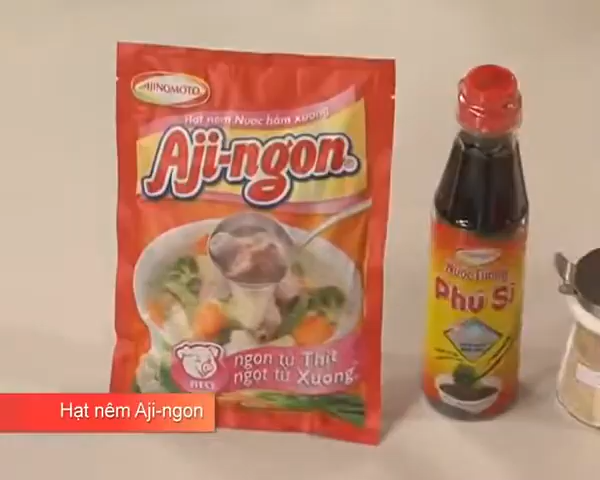 AJINOMOTO
Hạt nêm Nước hầm xương
Aji-ngon
HEO
ngon từ Thịt
ngọt từ Xương
Nước Tương
Phú Sĩ
Hạt nêm Aji-ngon